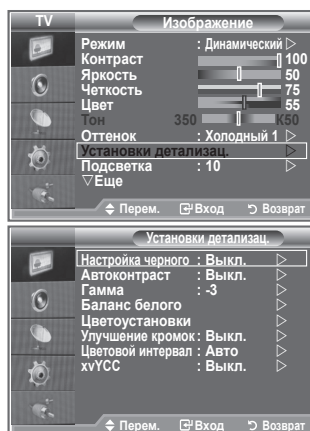 TV Изображение
Режим : Динамический ▷
Контраст 100
Яркость 50
Четкость 75
Цвет 55
Тон З50 К50
Оттенок : Холодный 1 ▷
Установки детализац. ▷
Подсветка : 10 ▷
▽Еще
Перем. Вход Возврат
Установки детализац.
Настройка черного : Выкл. ▷
Автоконтраст : Выкл. ▷
Гамма : -3 ▷
Баланс белого ▷
Цветоустановки ▷
Улучшение кромок : Выкл. ▷
Цветовой интервал : Авто ▷
xvYCC : Выкл. ▷
Перем. Вход Возврат